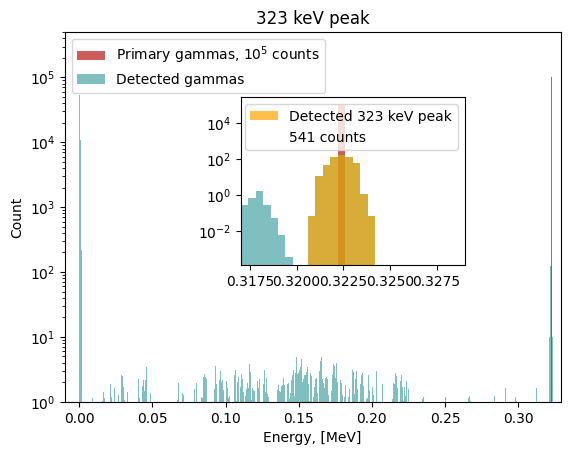 323 keV peak
Primary gammas, 10⁵ counts
Detected gammas
Detected 323 keV peak
541 counts
10⁵
10⁴
10³
10²
10¹
10⁰
Count
10⁴
10²
10⁰
10⁻²
0.3175 0.3200 0.3225 0.3250 0.3275
0.00 0.05 0.10 0.15 0.20 0.25 0.30
Energy, [MeV]